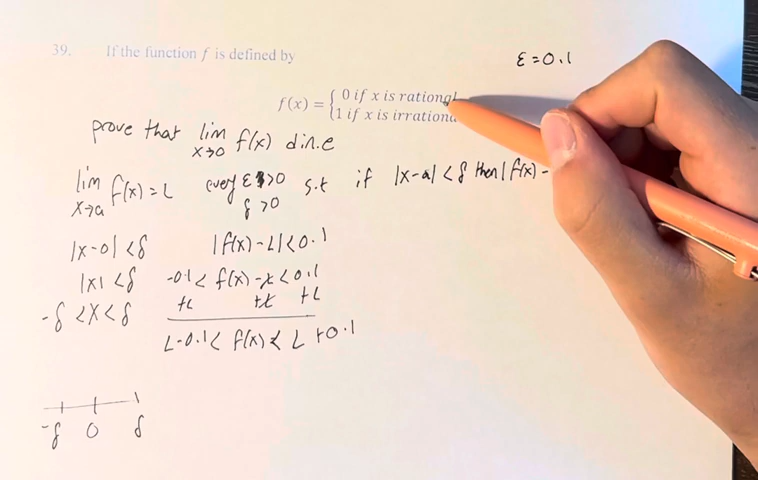 39. If the function f is defined by
ε=0.1
f(x) = { 0 if x is rational
1 if x is irrational
prove that lim x→0 f(x) d.n.e
lim x→a f(x) = L every ε>0 δ>0 s.t if |x-a| < δ then | f(x) -
|x-0| < δ |f(x)-L| < 0.1
|x| < δ -0.1 < f(x) -L < 0.1
-δ < x < δ +L +L +L
L-0.1 < f(x) < L+0.1
-δ 0 δ